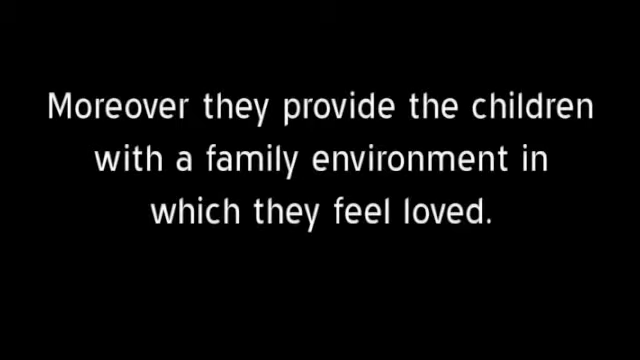 Moreover they provide the children
with a family environment in
which they feel loved.